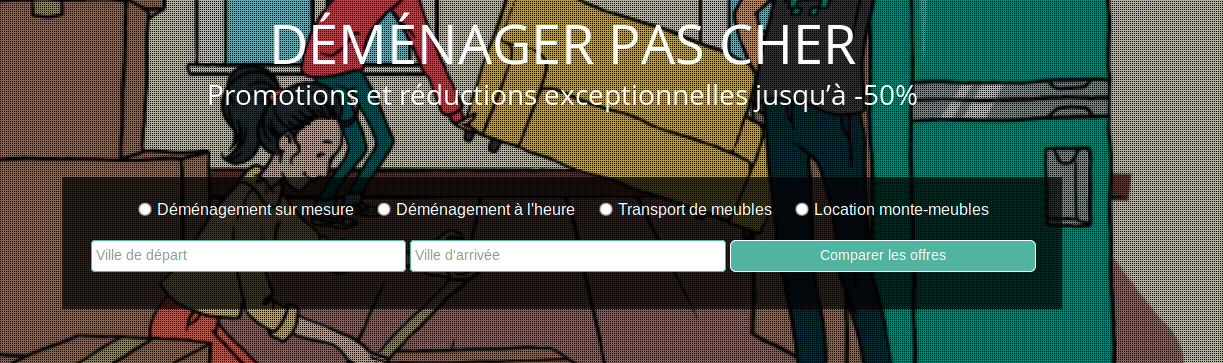 DÉMÉNAGER PAS CHER
Promotions et réductions exceptionnelles jusqu’à -50%
Déménagement sur mesure Déménagement à l'heure Transport de meubles Location monte-meubles
Ville de départ Ville d'arrivée Comparer les offres